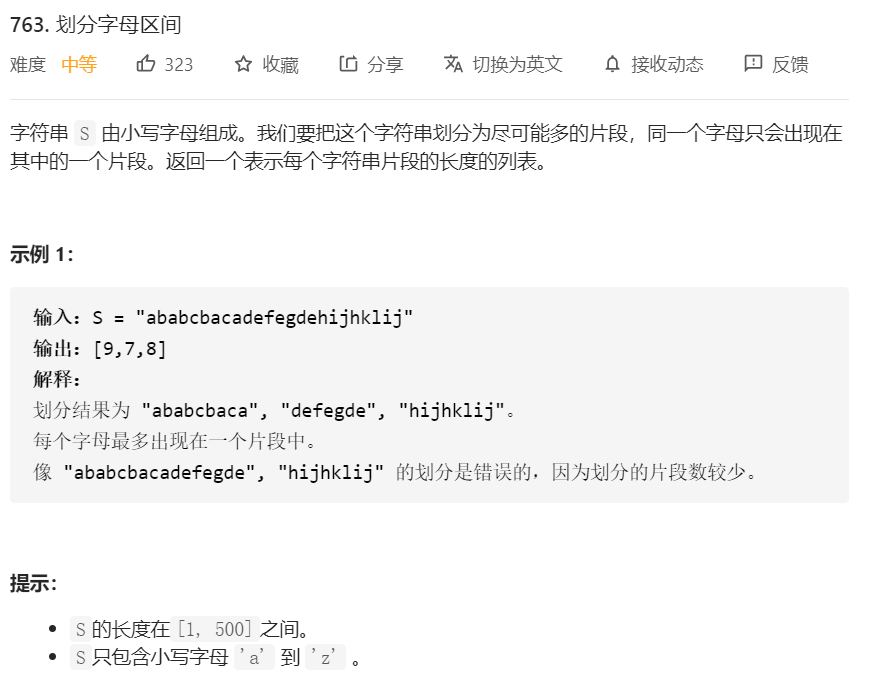 763. 划分字母区间
难度 中等 323 收藏 分享 切换为英文 接收动态 反馈
字符串 S 由小写字母组成。我们要把这个字符串划分为尽可能多的片段，同一个字母只会出现在
其中的一个片段。返回一个表示每个字符串片段的长度的列表。
示例 1：
输入：S = "ababcbacadefegdehijhklij"
输出：[9,7,8]
解释：
划分结果为 "ababcbaca", "defegde", "hijhklij"。
每个字母最多出现在一个片段中。
像 "ababcbacadefegde", "hijhklij" 的划分是错误的，因为划分的片段数较少。
提示：
• S 的长度在[1, 500]之间。
• S 只包含小写字母 'a' 到 'z' 。